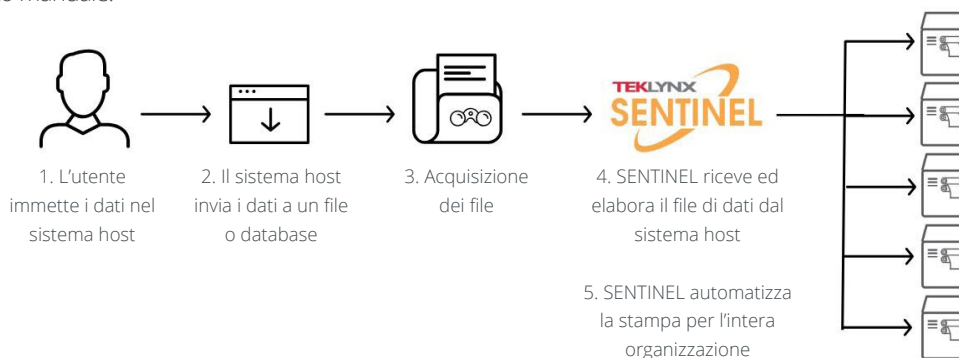 manuale.
1. L'utente
immette i dati nel
sistema host
2. Il sistema host
invia i dati a un file
o database
3. Acquisizione
dei file
TEKLYNX
SENTINEL
4. SENTINEL riceve ed
elabora il file di dati dal
sistema host
5. SENTINEL automatizza
la stampa per l'intera
organizzazione